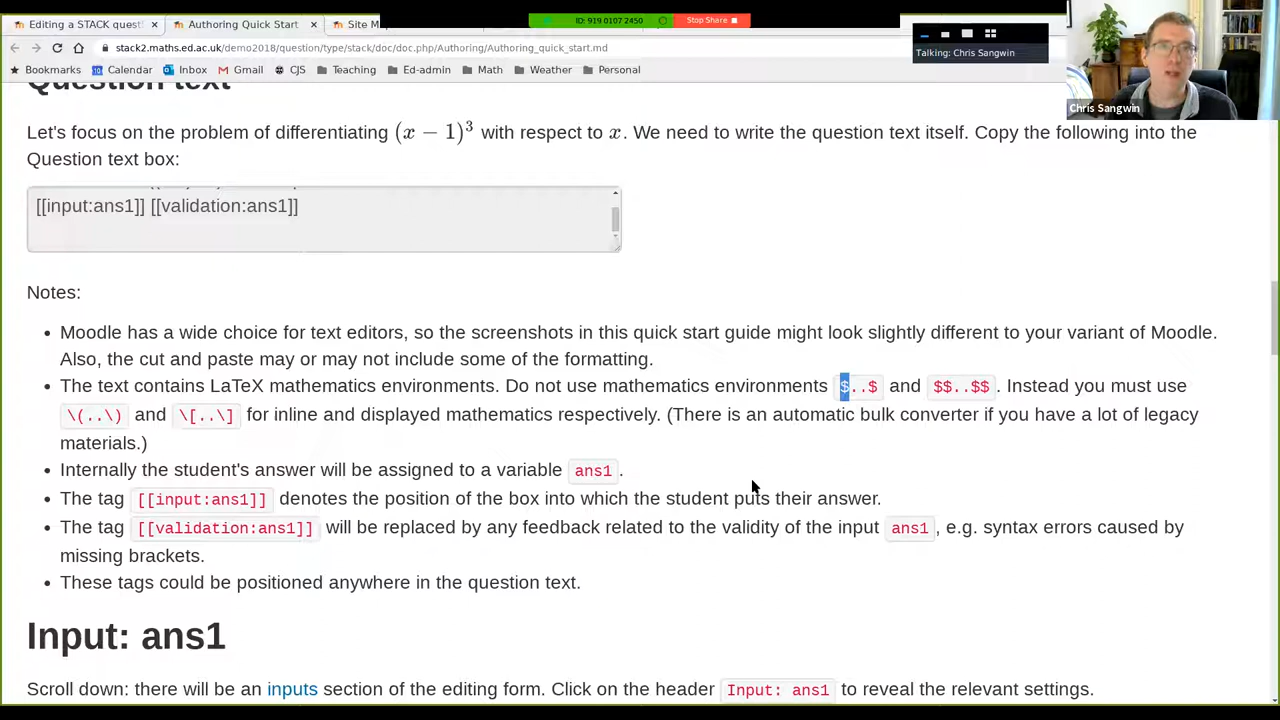 Editing a STACK quest
Authoring Quick Start
Site M
ID: 919 0107 2450
Stop Share
stack2.maths.ed.ac.uk/demo2018/question/type/stack/doc/doc.php/Authoring/Authoring_quick_start.md
Talking: Chris Sangwin
Bookmarks Calendar Inbox Gmail CJS Teaching Ed-admin Math Weather Personal
Chris Sangwin
Question text
Let's focus on the problem of differentiating (x − 1)³ with respect to x. We need to write the question text itself. Copy the following into the
Question text box:
[[input:ans1]] [[validation:ans1]]
Notes:
• Moodle has a wide choice for text editors, so the screenshots in this quick start guide might look slightly different to your variant of Moodle.
Also, the cut and paste may or may not include some of the formatting.
• The text contains LaTeX mathematics environments. Do not use mathematics environments $..$ and $$..$$. Instead you must use
\(..\) and \[..\] for inline and displayed mathematics respectively. (There is an automatic bulk converter if you have a lot of legacy
materials.)
• Internally the student's answer will be assigned to a variable ans1.
• The tag [[input:ans1]] denotes the position of the box into which the student puts their answer.
• The tag [[validation:ans1]] will be replaced by any feedback related to the validity of the input ans1, e.g. syntax errors caused by
missing brackets.
• These tags could be positioned anywhere in the question text.
Input: ans1
Scroll down: there will be an inputs section of the editing form. Click on the header Input: ans1 to reveal the relevant settings.